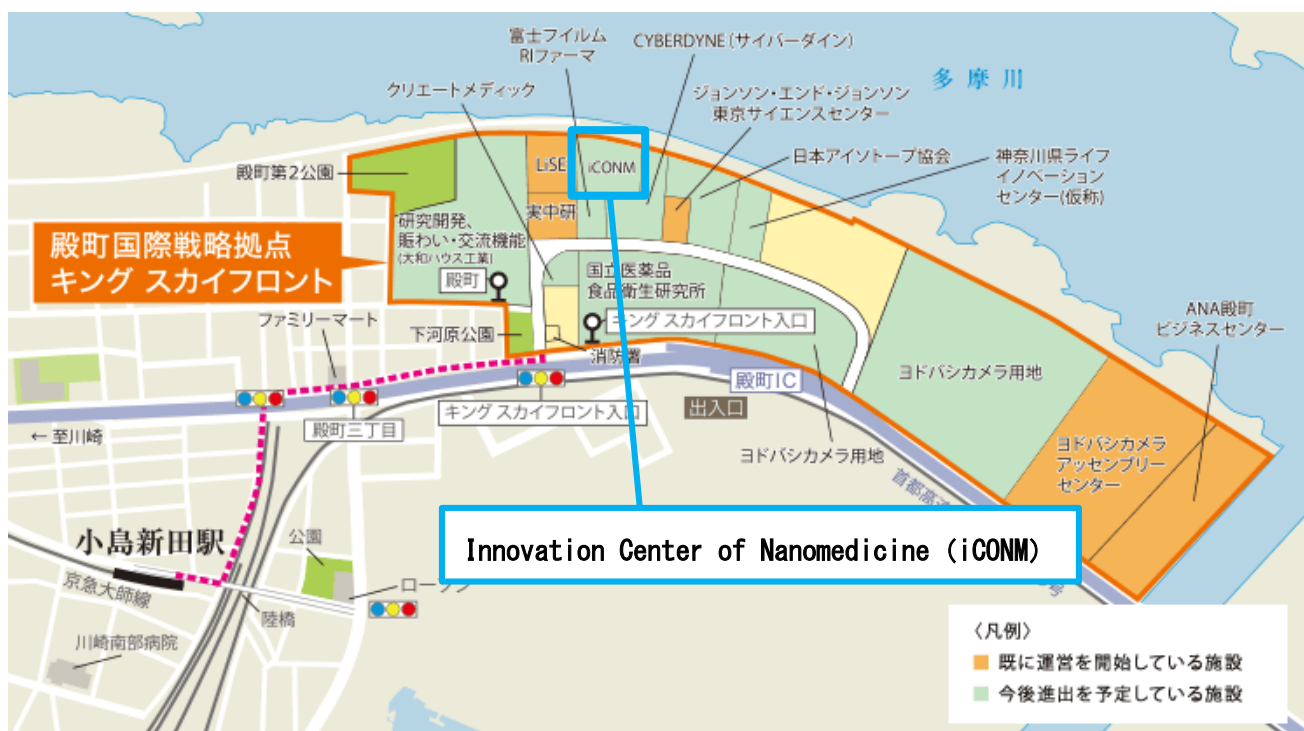 富士フイルム
RIファーマ
CYBERDYNE(サイバーダイン)
多摩川
クリエートメディック
ジョンソン・エンド・ジョンソン
東京サイエンスセンター
日本アイソトープ協会
神奈川県ライフ
イノベーション
センター(仮称)
殿町第2公園
LiSE
iCONM
実中研
研究開発、
賑わい・交流機能
(大和ハウス工業)
殿町国際戦略拠点
キング スカイフロント
殿町
国立医薬品
食品衛生研究所
ANA殿町
ビジネスセンター
ファミリーマート
下河原公園
キング スカイフロント入口
消防署
殿町IC
出入口
ヨドバシカメラ用地
キング スカイフロント入口
殿町三丁目
←至川崎
ヨドバシカメラ用地
ヨドバシカメラ
アッセンブリー
センター
首都高速
Innovation Center of Nanomedicine (iCONM)
号
小島新田駅
公園
京急大師線
陸橋
川崎南部病院
〈凡例〉
既に運営を開始している施設
今後進出を予定している施設